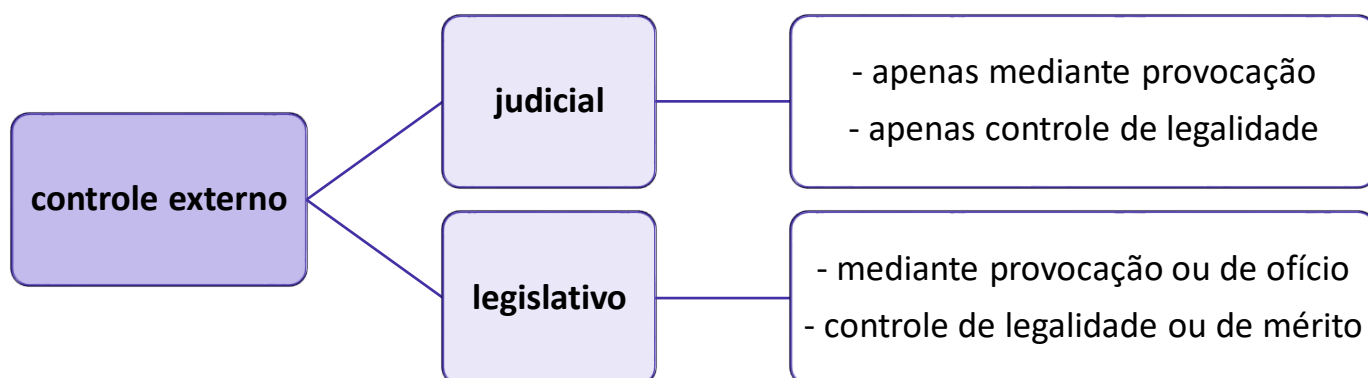 controle externo
judicial
- apenas mediante provocação
- apenas controle de legalidade
legislativo
- mediante provocação ou de ofício
- controle de legalidade ou de mérito